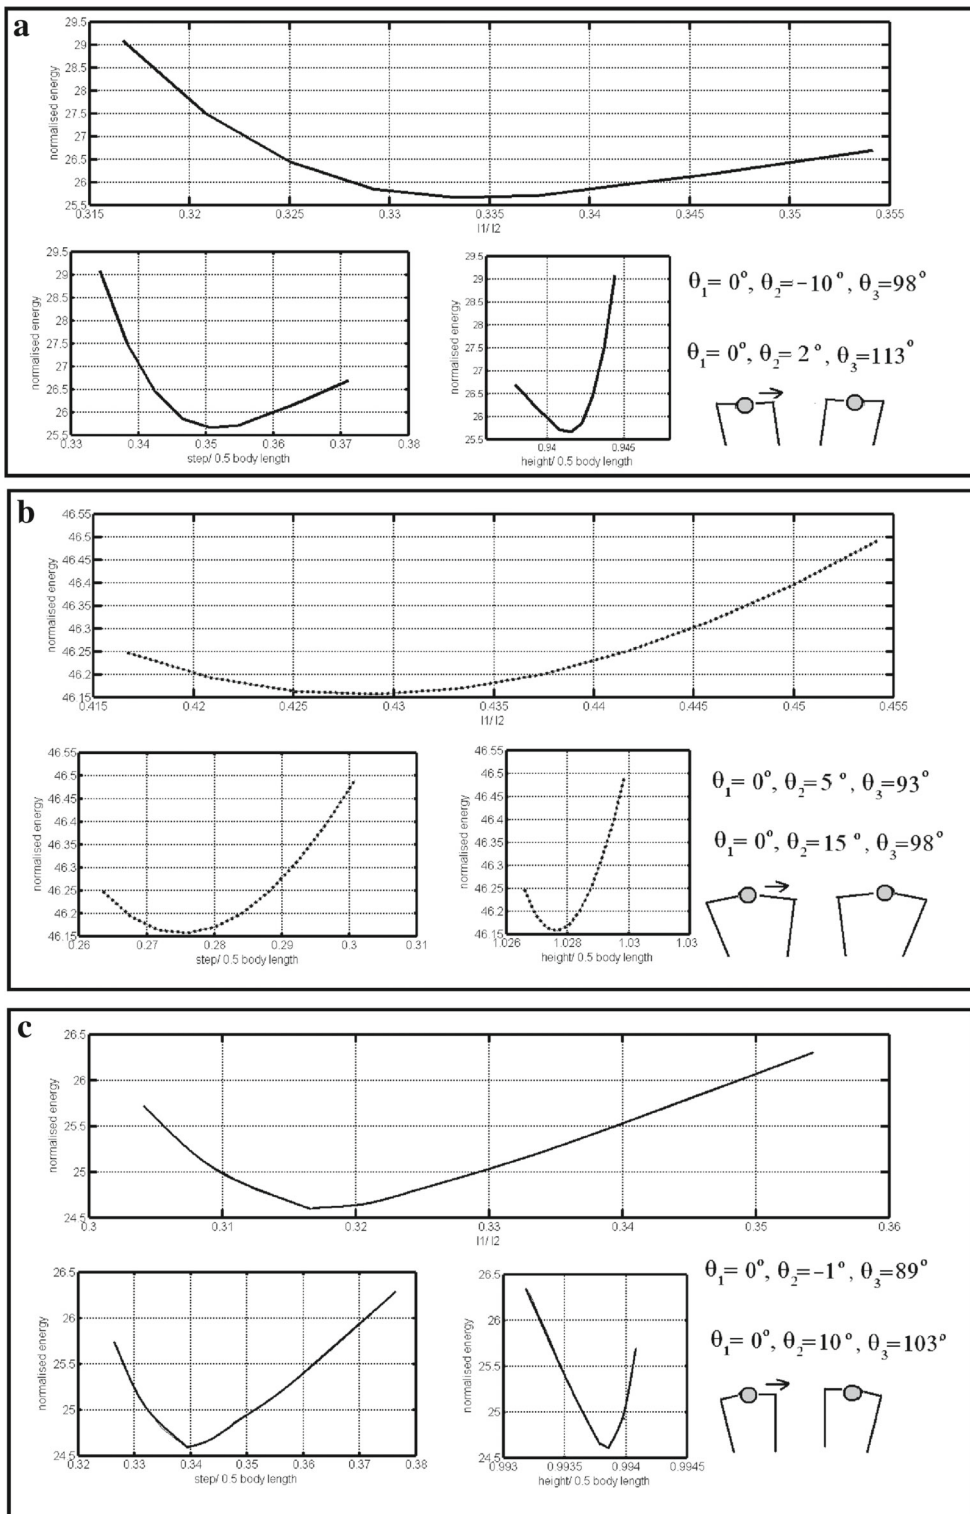 a
29.5
29
28.5
28
27.5
27
26.5
26
25.5
normalised energy
0.315 0.32 0.325 0.33 0.335 0.34 0.345 0.35 0.355
l1/ l2
29.5
29
28.5
28
27.5
27
26.5
26
25.5
normalised energy
0.33 0.34 0.35 0.36 0.37 0.38
step/ 0.5 body length
29.5
29
28.5
28
27.5
27
26.5
26
25.5
normalised energy
0.94 0.945
height/ 0.5 body length
θ1= 0°, θ2= −10°, θ3=98°
θ1= 0°, θ2= 2°, θ3=113°
b
46.55
46.5
46.45
46.4
46.35
46.3
46.25
46.2
46.15
normalised energy
0.415 0.42 0.425 0.43 0.435 0.44 0.445 0.45 0.455
l1/ l2
46.55
46.5
46.45
46.4
46.35
46.3
46.25
46.2
46.15
normalised energy
0.26 0.27 0.28 0.29 0.3 0.31
step/ 0.5 body length
46.55
46.5
46.45
46.4
46.35
46.3
46.25
46.2
46.15
normalised energy
1.026 1.028 1.03 1.03
height/ 0.5 body length
θ1= 0°, θ2= 5°, θ3=93°
θ1= 0°, θ2= 15°, θ3=98°
c
26.5
26
25.5
25
24.5
normalised energy
0.3 0.31 0.32 0.33 0.34 0.35 0.36
l1/ l2
26.5
26
25.5
25
24.5
normalised energy
0.32 0.33 0.34 0.35 0.36 0.37 0.38
step/ 0.5 body length
26.5
26
25.5
25
24.5
normalised energy
0.993 0.9935 0.994 0.9945
height/ 0.5 body length
θ1= 0°, θ2= −1°, θ3=89°
θ1= 0°, θ2= 10°, θ3=103°